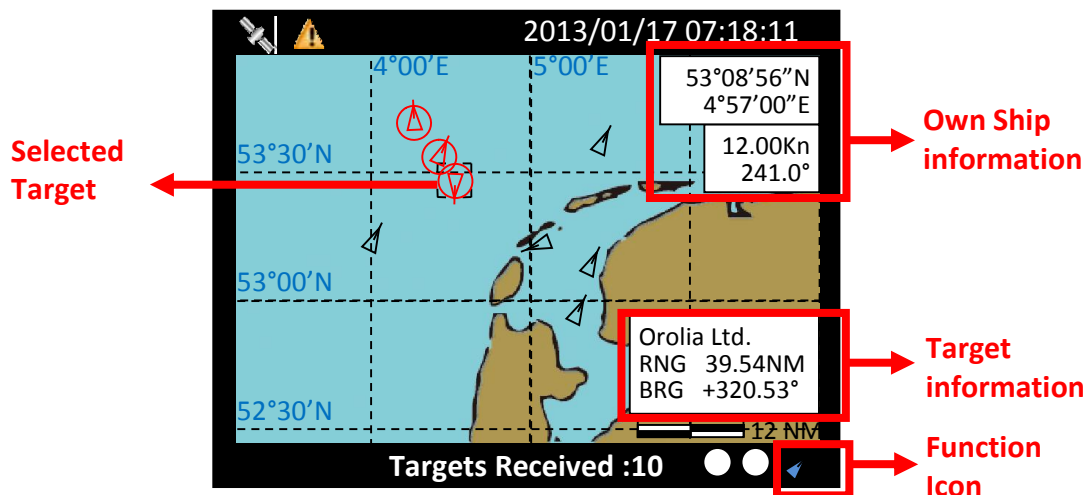 2013/01/17 07:18:11
4°00’E
5°00’E
53°08’56”N
4°57’00”E
12.00Kn
241.0°
Own Ship
information
Selected
Target
53°30’N
53°00’N
52°30’N
Orolia Ltd.
RNG 39.54NM
BRG +320.53°
Target
information
12 NM
Targets Received :10
Function
Icon